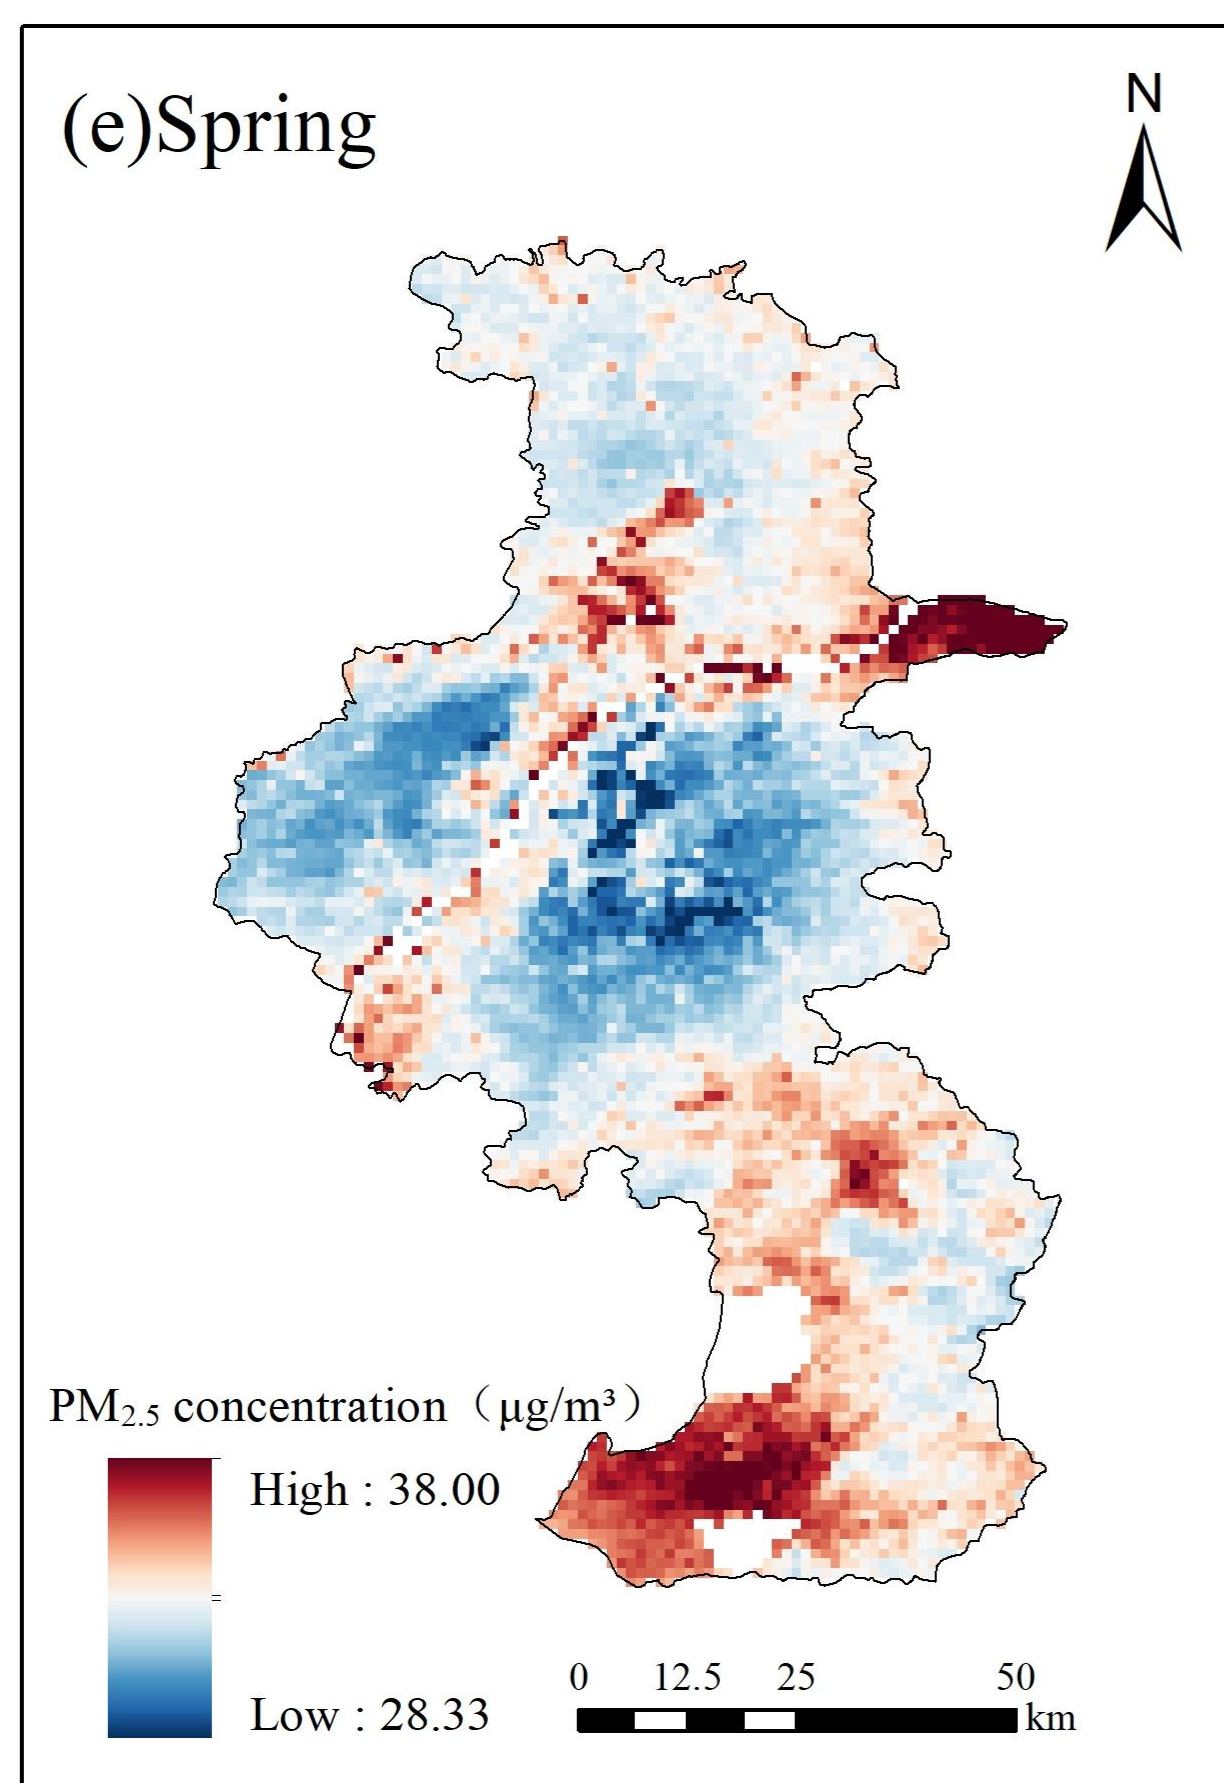 N
(e)Spring
PM₂.₅ concentration（μg/m³）
High : 38.00
Low : 28.33
0 12.5 25 50
km